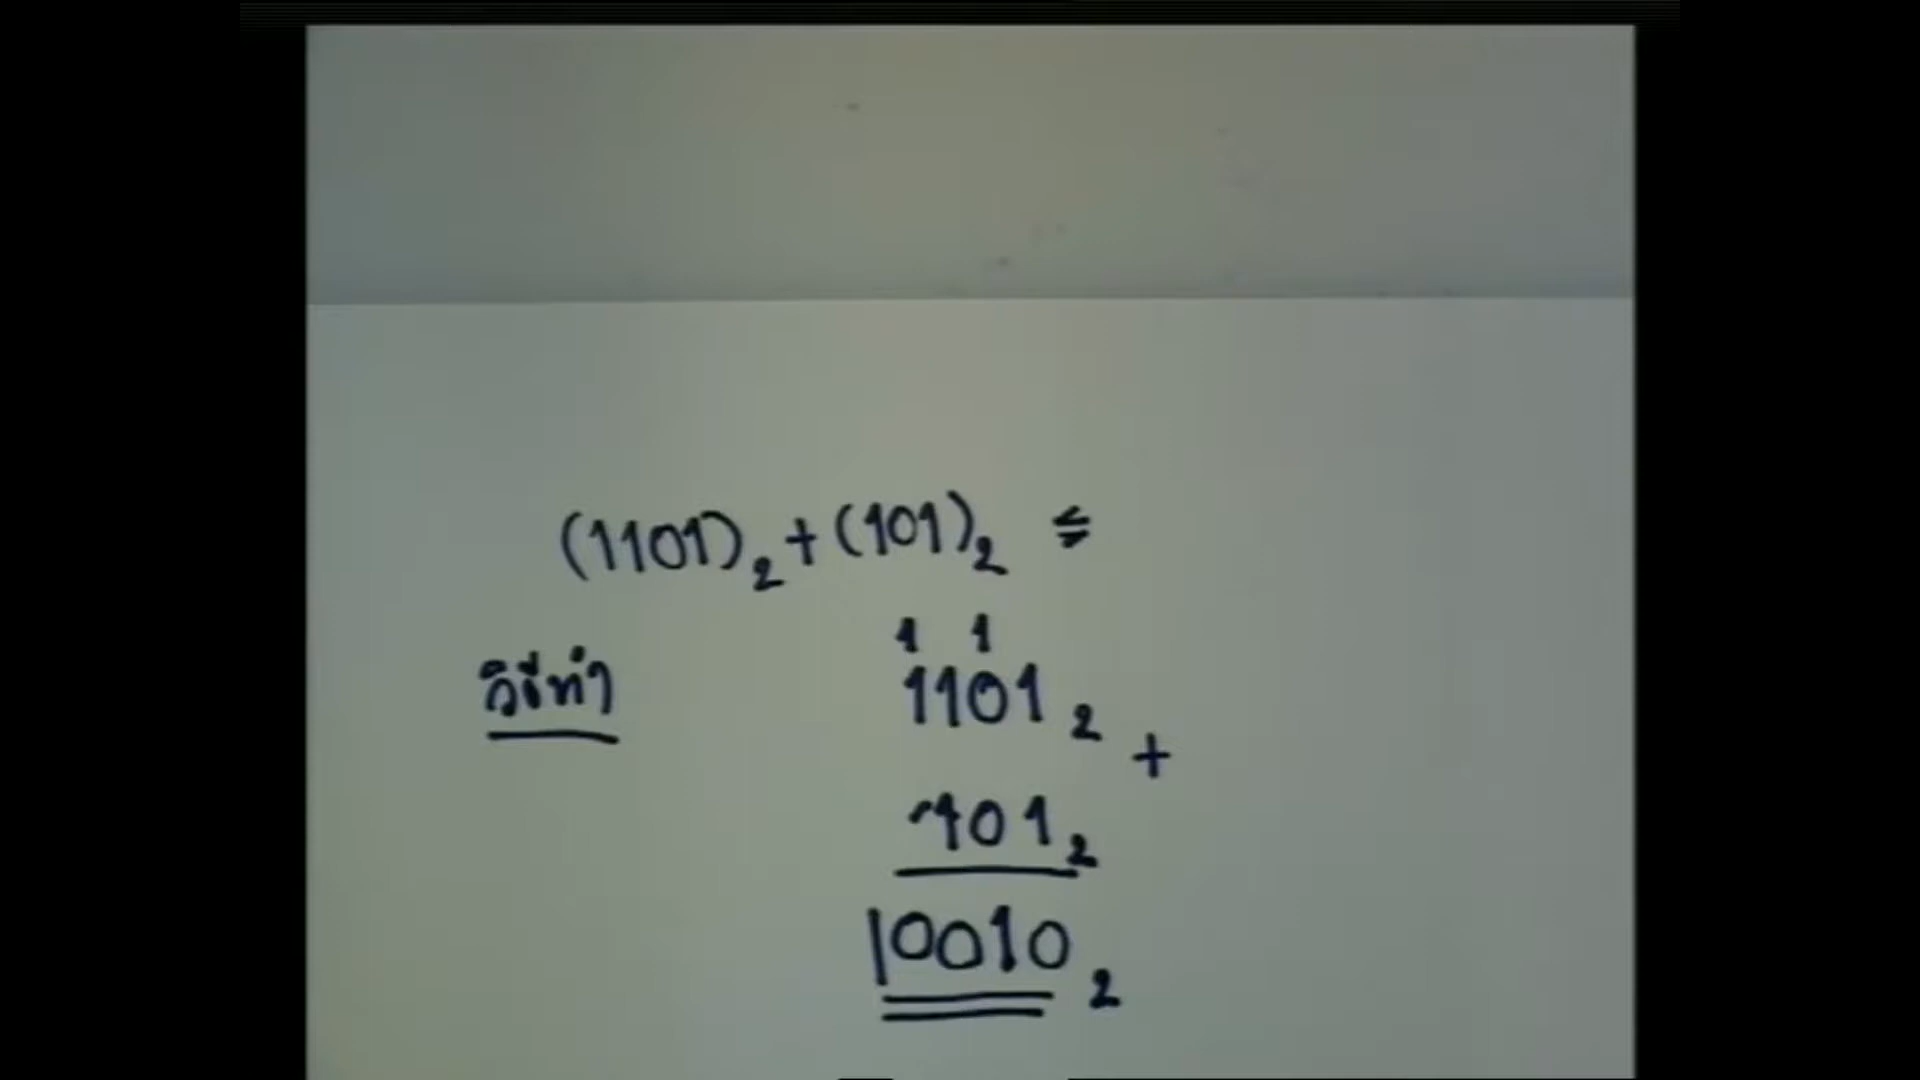 (1101)₂ + (101)₂ =
วิธีทำ
1 1
1101₂
+
101₂
10010₂